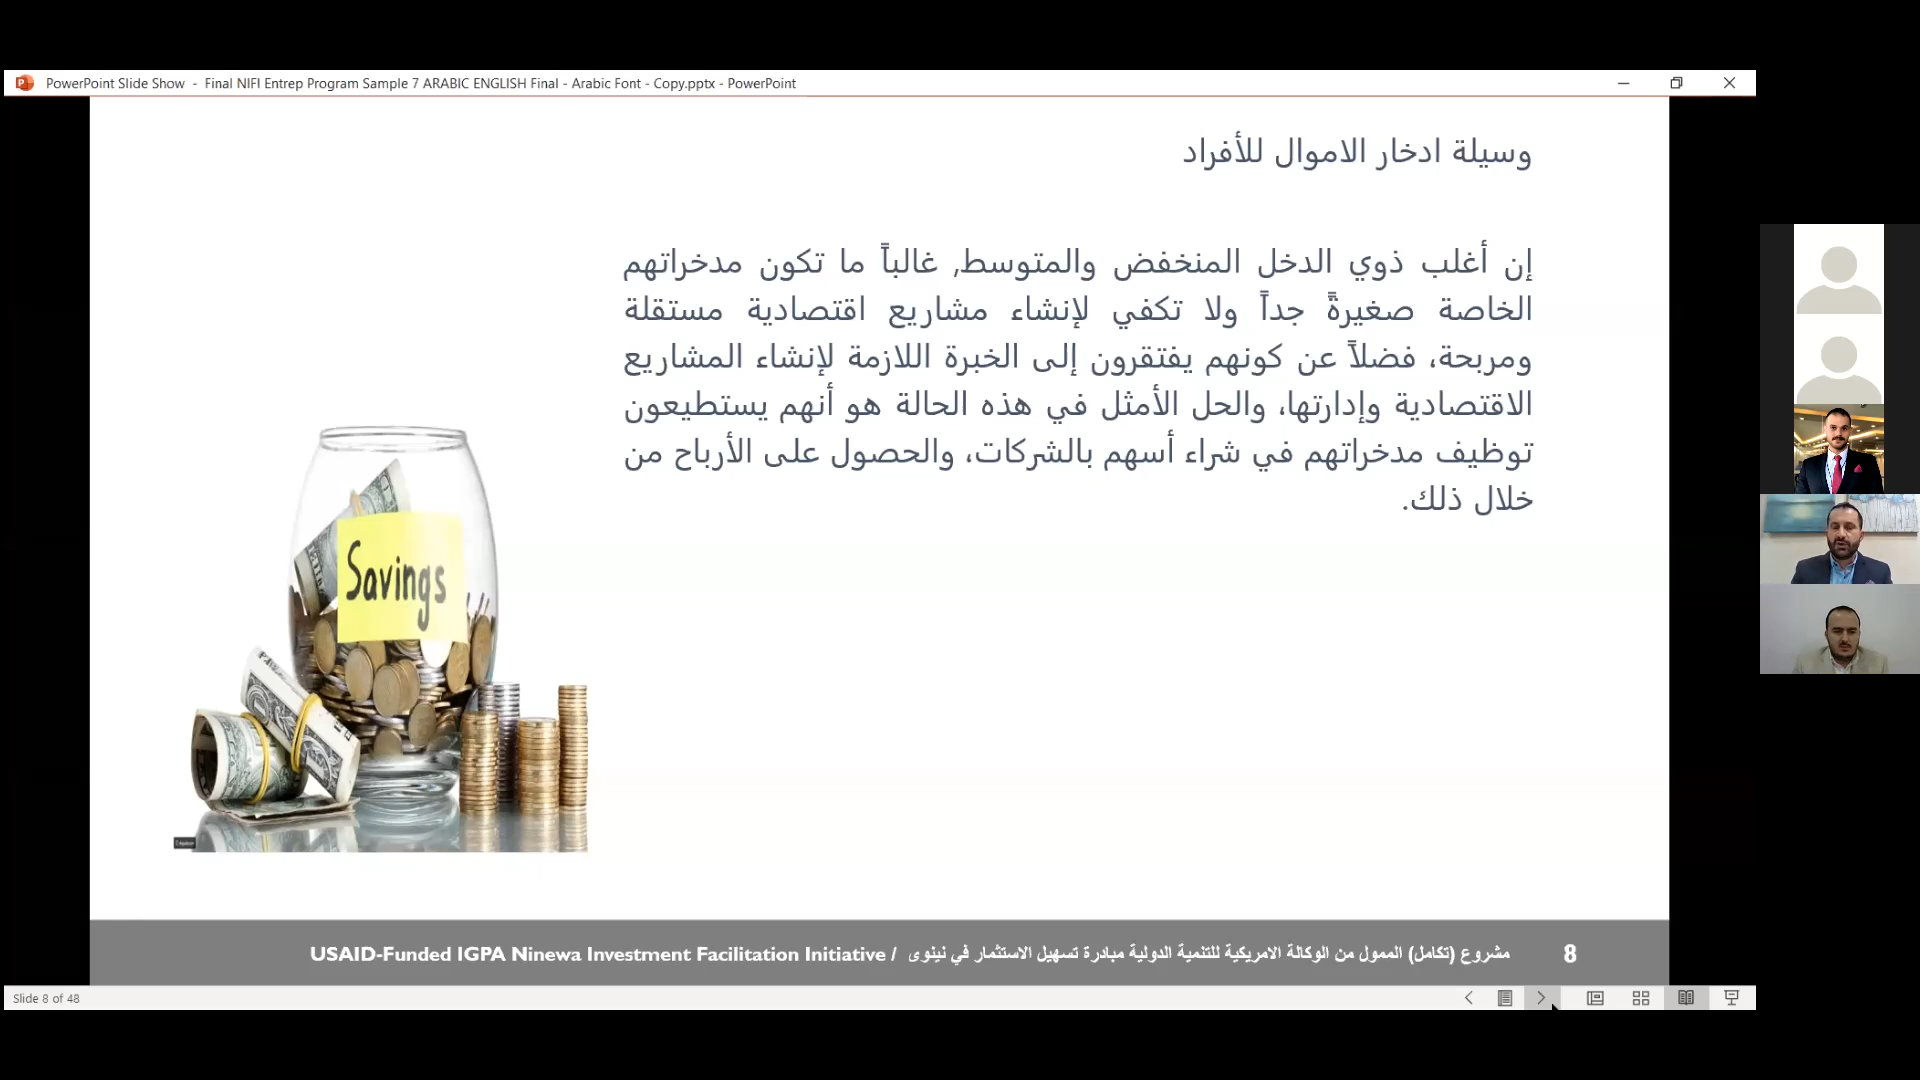 PowerPoint Slide Show - Final NIFI Entrep Program Sample 7 ARABIC ENGLISH Final - Arabic Font - Copy.pptx - PowerPoint
وسيلة ادخار الاموال للأفراد
إن أغلب ذوي الدخل المنخفض والمتوسط, غالباً ما تكون مدخراتهم
الخاصة صغيرةً جداً ولا تكفي لإنشاء مشاريع اقتصادية مستقلة
ومربحة، فضلاً عن كونهم يفتقرون إلى الخبرة اللازمة لإنشاء المشاريع
الاقتصادية وإدارتها، والحل الأمثل في هذه الحالة هو أنهم يستطيعون
توظيف مدخراتهم في شراء أسهم بالشركات، والحصول على الأرباح من
خلال ذلك.
Savings
USAID-Funded IGPA Ninewa Investment Facilitation Initiative / مشروع (تكامل) الممول من الوكالة الامريكية للتنمية الدولية مبادرة تسهيل الاستثمار في نينوى
8
Slide 8 of 48